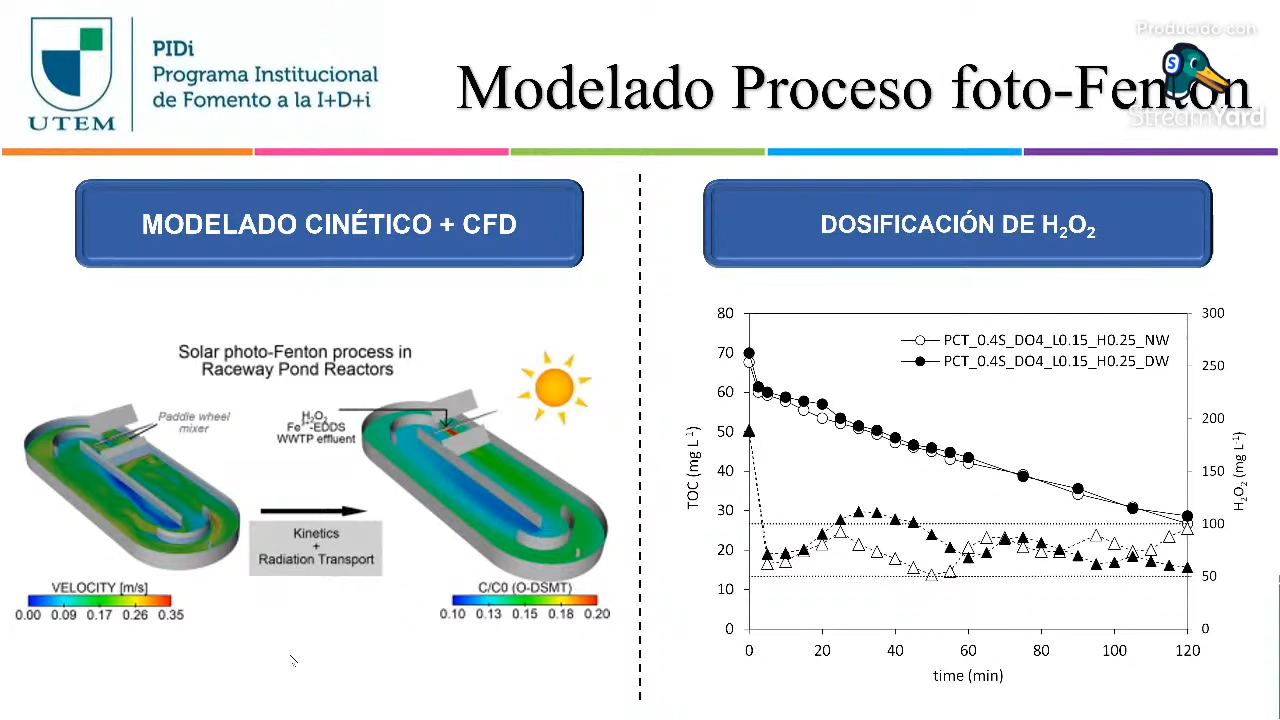 PIDi
Programa Institucional
de Fomento a la I+D+i
UTEM
Modelado Proceso foto-Fenton
Producido con
S
StreamYard
MODELADO CINÉTICO + CFD
DOSIFICACIÓN DE H₂O₂
Solar photo-Fenton process in
Raceway Pond Reactors
Paddle wheel
mixer
H₂O₂
Fe³⁺-EDDS
WWTP effluent
Kinetics
+
Radiation Transport
VELOCITY [m/s]
0.00 0.09 0.17 0.26 0.35
C/C0 (O-DSMT)
0.10 0.13 0.15 0.18 0.20
PCT_0.4S_DO4_L0.15_H0.25_NW
PCT_0.4S_DO4_L0.15_H0.25_DW
TOC (mg L⁻¹)
80
70
60
50
40
30
20
10
0
300
250
200
150
100
50
0
H₂O₂ (mg L⁻¹)
0 20 40 60 80 100 120
time (min)